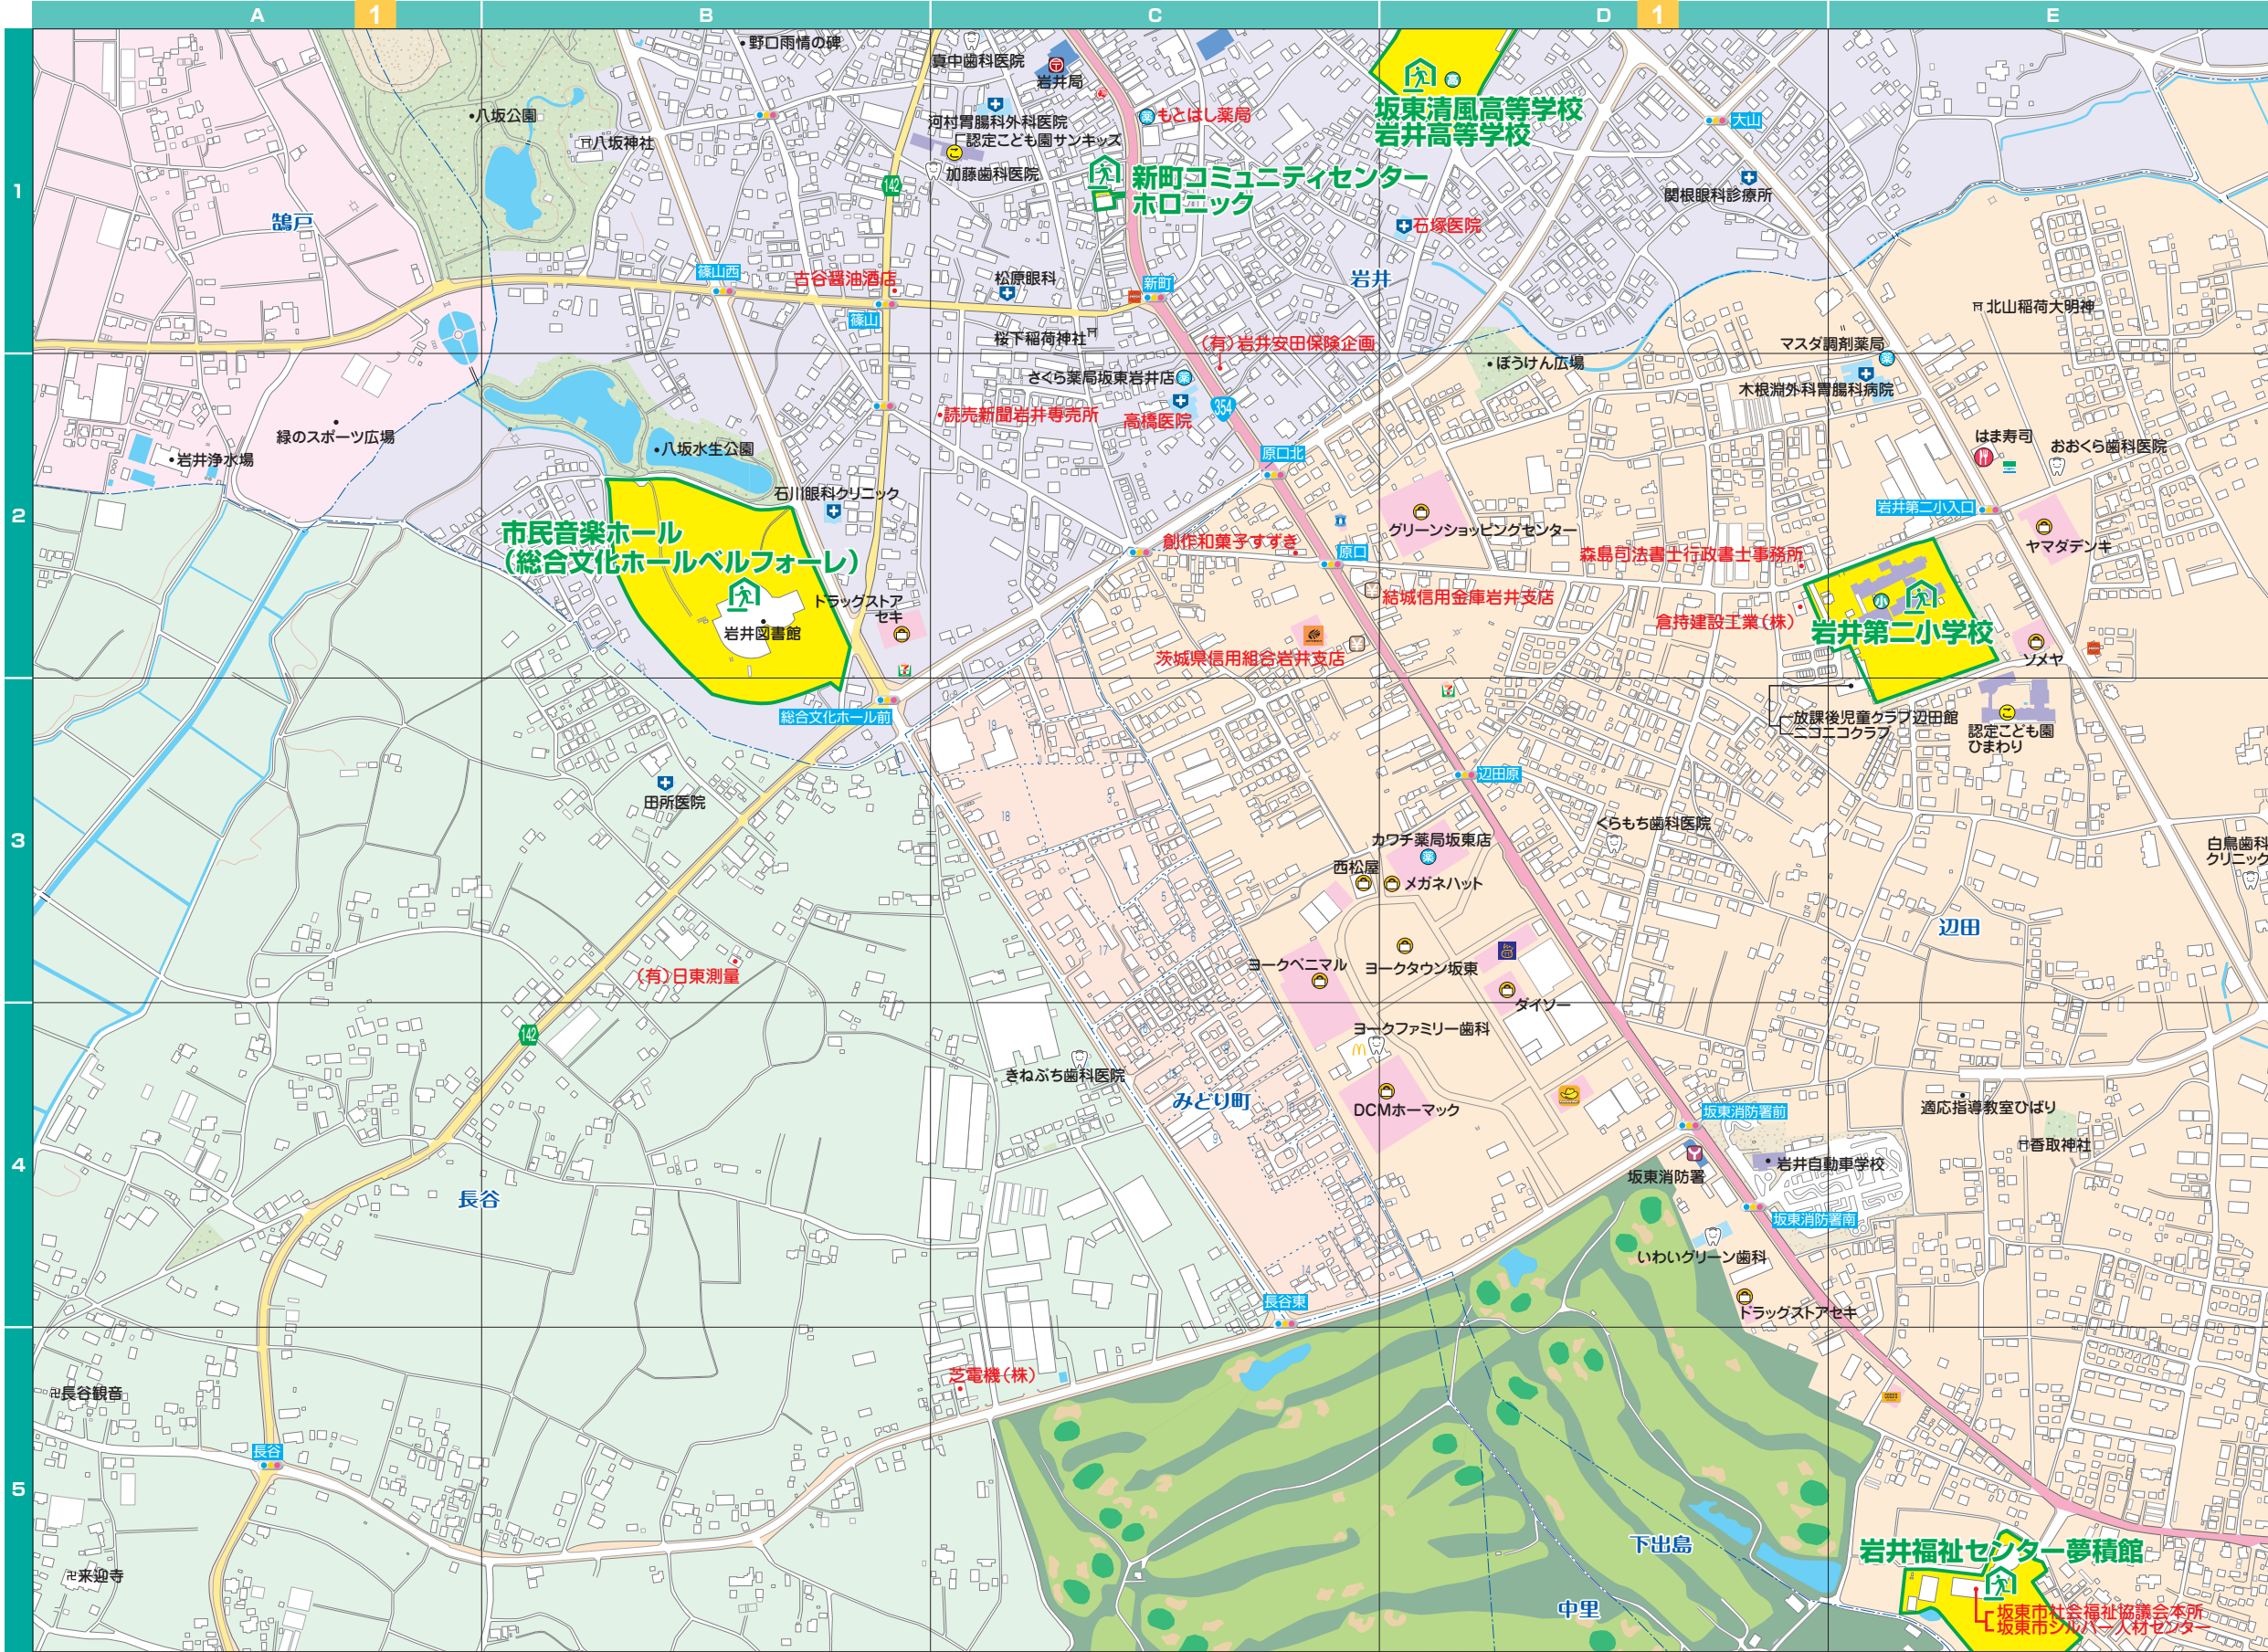 A
1
B
C
D
1
E
1
2
3
4
5
野口雨情の碑
真中歯科医院
岩井局
八坂公園
八坂神社
河村胃腸科外科医院
認定こども園サンキッズ
加藤歯科医院
もとはし薬局
坂東清風高等学校
岩井高等学校
大山
新町コミュニティセンター
ホロニック
142
関根眼科診療所
石塚医院
鵠戸
篠山西
古谷醤油酒店
篠山
松原眼科
新町
岩井
北山稲荷大明神
桜下稲荷神社
(有)岩井安田保険企画
マスダ調剤薬局
ぼうけん広場
さくら薬局坂東岩井店
木根淵外科胃腸科病院
読売新聞岩井専売所
高橋医院
354
緑のスポーツ広場
岩井浄水場
八坂水生公園
原口北
はま寿司
おおくら歯科医院
石川眼科クリニック
岩井第二小入口
市民音楽ホール
(総合文化ホールベルフォーレ)
グリーンショッピングセンター
創作和菓子すずき
原口
森島司法書士行政書士事務所
ヤマダデンキ
ドラッグストア
セキ
岩井図書館
結城信用金庫岩井支店
倉持建設工業(株)
小
岩井第二小学校
茨城県信用組合岩井支店
ソメヤ
総合文化ホール前
放課後児童クラブ辺田館
ニコニコクラブ
認定こども園
ひまわり
田所医院
辺田原
19
18
3
4
5
6
17
くらもち歯科医院
カワチ薬局坂東店
西松屋
メガネハット
白鳥歯科
クリニック
辺田
(有)日東測量
ヨークベニマル
ヨークタウン坂東
ダイソー
142
ヨークファミリー歯科
きねぶち歯科医院
みどり町
DCMホーマック
坂東消防署前
適応指導教室ひばり
香取神社
岩井自動車学校
坂東消防署
坂東消防署南
長谷
9
14
いわいグリーン歯科
長谷東
ドラッグストアセキ
芝電機(株)
長谷観音
長谷
来迎寺
下出島
中里
岩井福祉センター夢積館
坂東市社会福祉協議会本所
坂東市シルバー人材センター